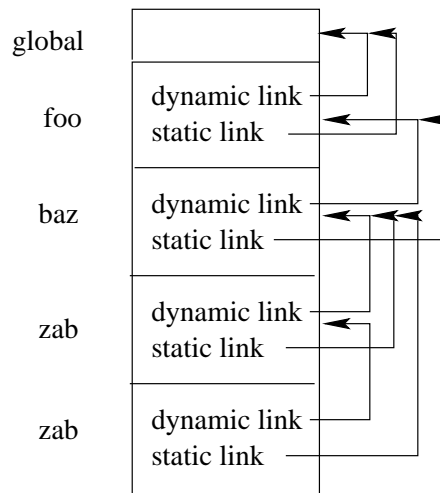 global
foo
dynamic link
static link
baz
dynamic link
static link
zab
dynamic link
static link
zab
dynamic link
static link